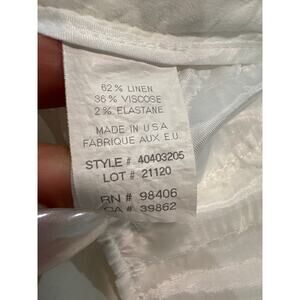 62% LINEN
36% VISCOSE
2% ELASTANE
MADE IN U.S.A
FABRIQUE AUX E.U.
STYLE # 40403205
LOT # 21120
RN # 98406
CA # 39862